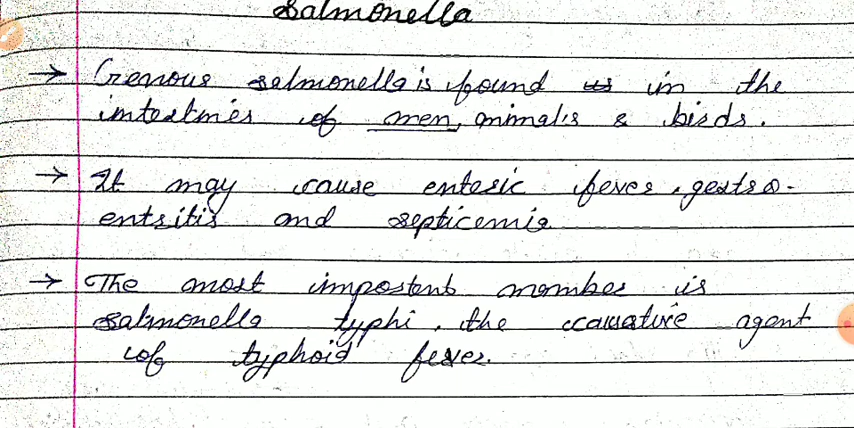 Salmonella
→ Genous salmonella is found us in the
intestines of men, animals & birds.
→ It may cause enteric fever, gastro-
entritis and septicemia
→ The most important member is
salmonella typhi, the causative agent
of typhoid fever.